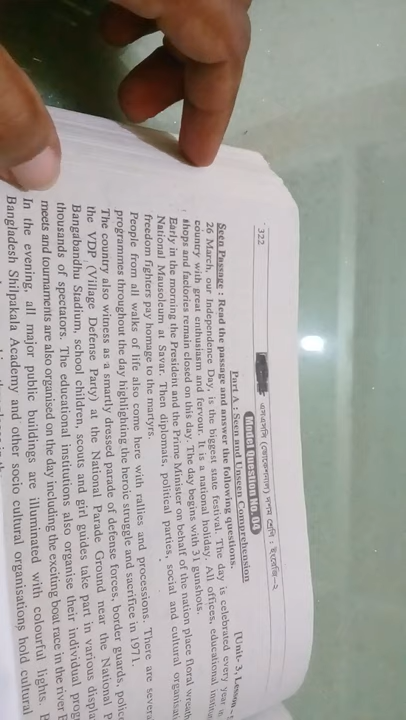 322
এসএসসি (ভোকেশনাল) দশম শ্রেণি : ইংরেজি-২
Model Question No. 04
Part A : Seen and Unseen Comprehension
Seen Passage : Read the passage and answer the following questions. [Unit- 3, Lesson -
26 March, our Independence Day, is the biggest state festival. The day is celebrated every year in
country with great enthusiasm and fervour. It is a national holiday. All offices, educational
shops and factories remain closed on this day. The day begins with 31 gunshots.
Early in the morning the President and the Prime Minister on behalf of the nation place floral
National Mausoleum at Savar. Then diplomats, political parties, social and cultural
freedom fighters pay homage to the martyrs.
People from all walks of life also come here with rallies and processions. There are
programmes throughout the day highlighting the heroic struggle and sacrifice in 1971.
The country also witness as a smartly dressed parade of defense forces, border guards,
the VDP (Village Defense Party) at the National Parade Ground near the National
Bangabandhu Stadium, school children, scouts and girl guides take part in various
thousands of spectators. The educational institutions also organise their individual
meets and tournaments are also organised on the day including the exciting boat race in the river
In the evening, all major public buildings are illuminated with colourful lights.
Bangladesh Shilpakala Academy and other socio cultural organisations hold cultural